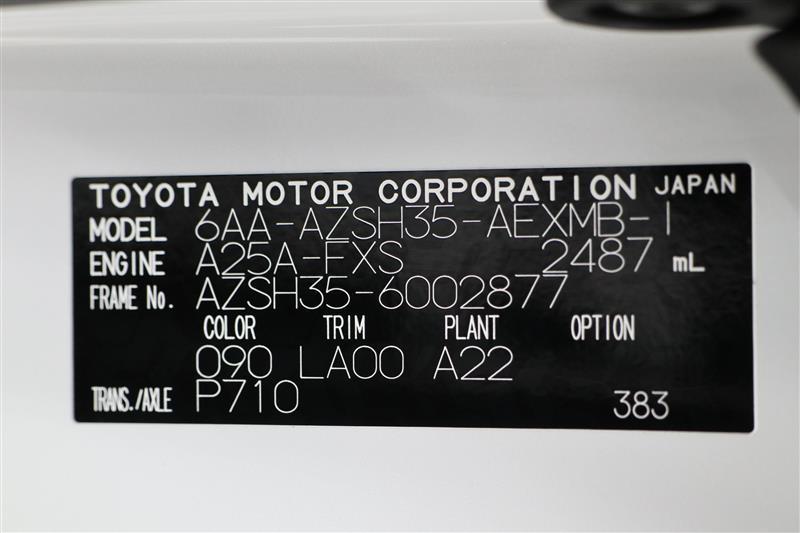 TOYOTA MOTOR CORPORATION JAPAN
MODEL 6AA-AZSH35-AEXMB-I
ENGINE A25A-FXS 2487 mL
FRAME No. AZSH35-6002877
COLOR TRIM PLANT OPTION
090 LA00 A22
TRANS./AXLE P710 383